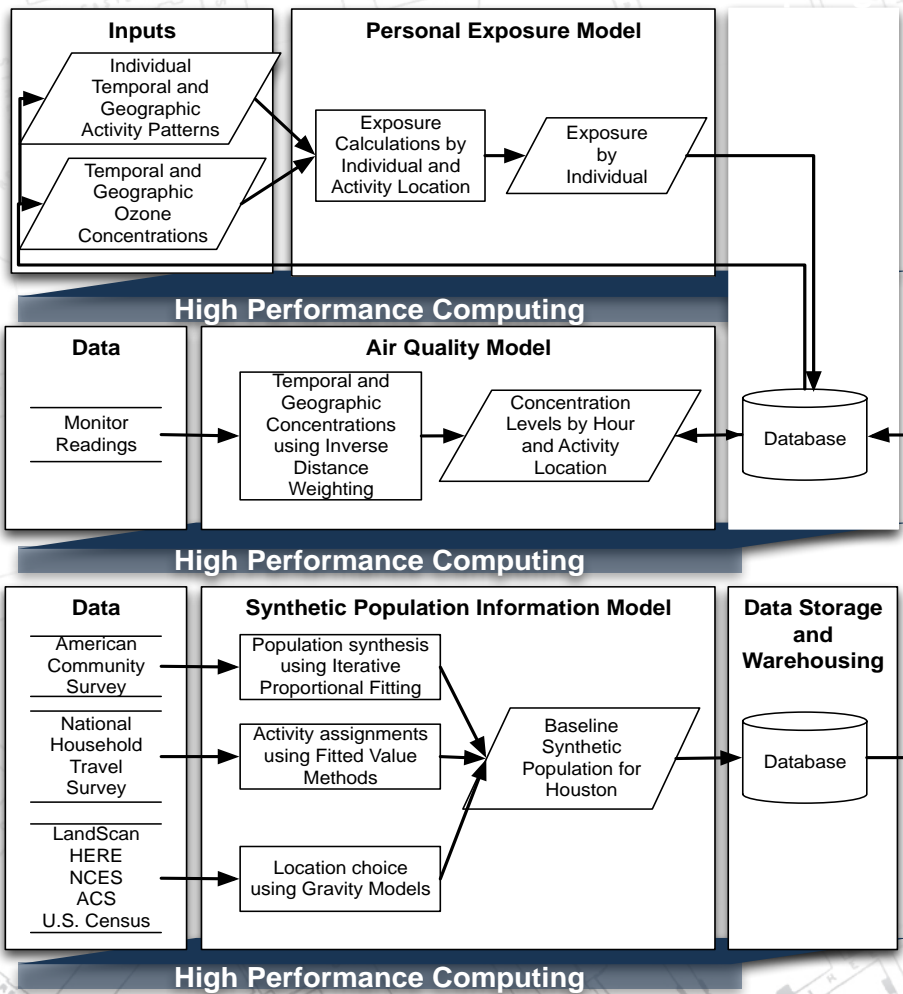 Inputs
Individual
Temporal and
Geographic
Activity Patterns
Temporal and
Geographic
Ozone
Concentrations
Personal Exposure Model
Exposure
Calculations by
Individual and
Activity Location
Exposure
by
Individual
High Performance Computing
Data
Monitor
Readings
Air Quality Model
Temporal and
Geographic
Concentrations
using Inverse
Distance
Weighting
Concentration
Levels by Hour
and Activity
Location
Database
High Performance Computing
Data
American
Community
Survey
National
Household
Travel
Survey
LandScan
HERE
NCES
ACS
U.S. Census
Synthetic Population Information Model
Population synthesis
using Iterative
Proportional Fitting
Activity assignments
using Fitted Value
Methods
Location choice
using Gravity Models
Baseline
Synthetic
Population for
Houston
Data Storage
and
Warehousing
Database
High Performance Computing